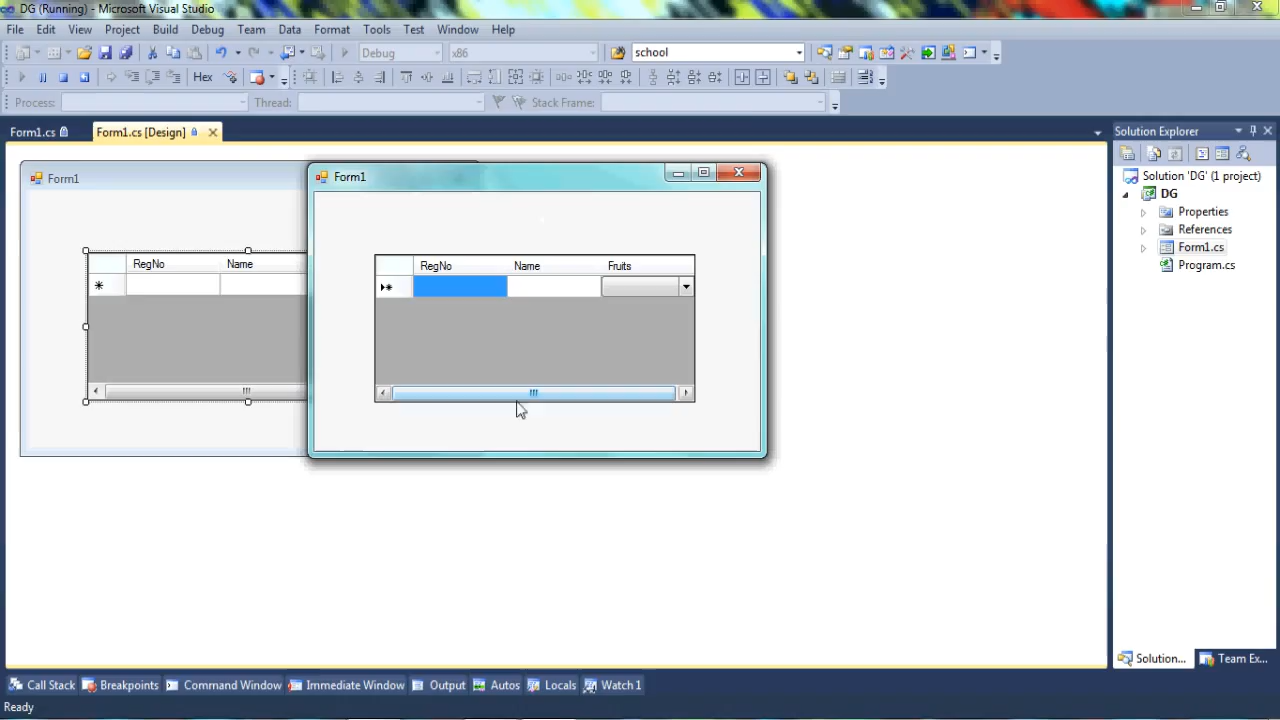 DG (Running) - Microsoft Visual Studio
File Edit View Project Build Debug Team Data Format Tools Test Window Help
Debug x86 school
Hex
Process: Thread: Stack Frame:
Form1.cs Form1.cs [Design]
Form1
RegNo Name
Form1
RegNo Name Fruits
Solution Explorer
Solution 'DG' (1 project)
DG
Properties
References
Form1.cs
Program.cs
Solution... Team Ex...
Call Stack Breakpoints Command Window Immediate Window Output Autos Locals Watch 1
Ready